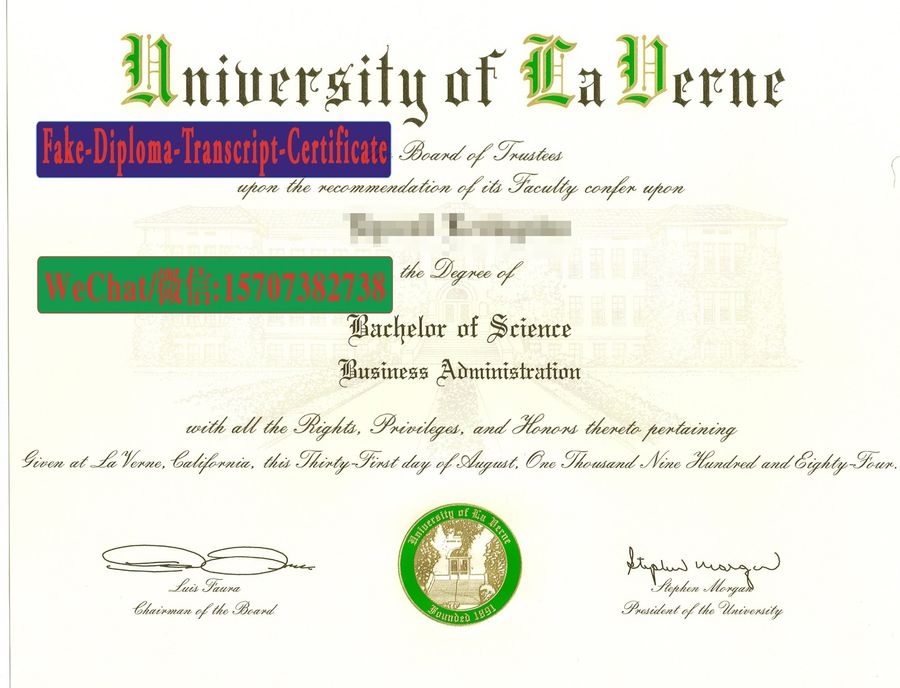 University of La Verne
Fake-Diploma-Transcript-Certificate
Board of Trustees
upon the recommendation of its Faculty confer upon
WeChat/微信:15707382738
the Degree of
Bachelor of Science
Business Administration
with all the Rights, Privileges, and Honors thereto pertaining
Given at La Verne, California, this Thirty-First day of August, One Thousand Nine Hundred and Eighty-Four.
University of La Verne
Founded 1891
Luis Faura
Chairman of the Board
Stephen Morgan
Stephen Morgan
President of the University